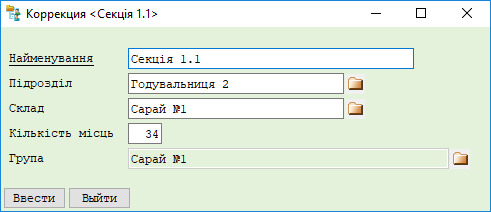 Коррекция <Секція 1.1>
Найменування Секція 1.1
Підрозділ Годувальниця 2
Склад Сарай №1
Кількість місць 34
Група Сарай №1
Ввести Выйти